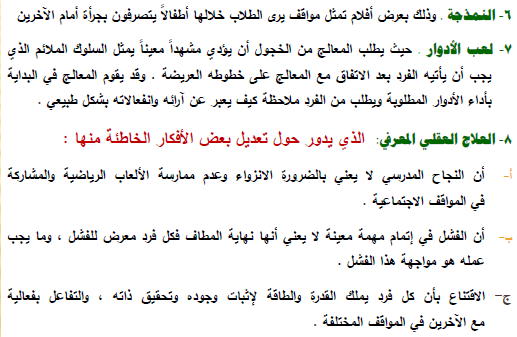 ٦- النمذجة . وذلك بعرض أفلام تمثل مواقف يرى الطلاب خلالها أطفالاً يتصرفون بجرأة أمام الآخرين
٧- لعب الأدوار . حيث يطلب المعالج من الخجول أن يؤدي مشهداً معيناً يمثل السلوك الملائم الذي
يجب أن يأتيه الفرد بعد الاتفاق مع المعالج على خطوطه العريضة . وقد يقوم المعالج في البداية
بأداء الأدوار المطلوبة ويطلب من الفرد ملاحظة كيف يعبر عن آرائه وانفعالاته بشكل طبيعي .
٨- العلاج العقلي المعرفي: الذي يدور حول تعديل بعض الأفكار الخاطئة منها :
أ- أن النجاح المدرسي لا يعني بالضرورة الانزواء وعدم ممارسة الألعاب الرياضية والمشاركة
في المواقف الاجتماعية .
ب- أن الفشل في إتمام مهمة معينة لا يعني أنها نهاية المطاف فكل فرد معرض للفشل ، وما يجب
عمله هو مواجهة هذا الفشل .
ج- الاقتناع بأن كل فرد يملك القدرة والطاقة لإثبات وجوده وتحقيق ذاته ، والتفاعل بفعالية
مع الآخرين في المواقف المختلفة .